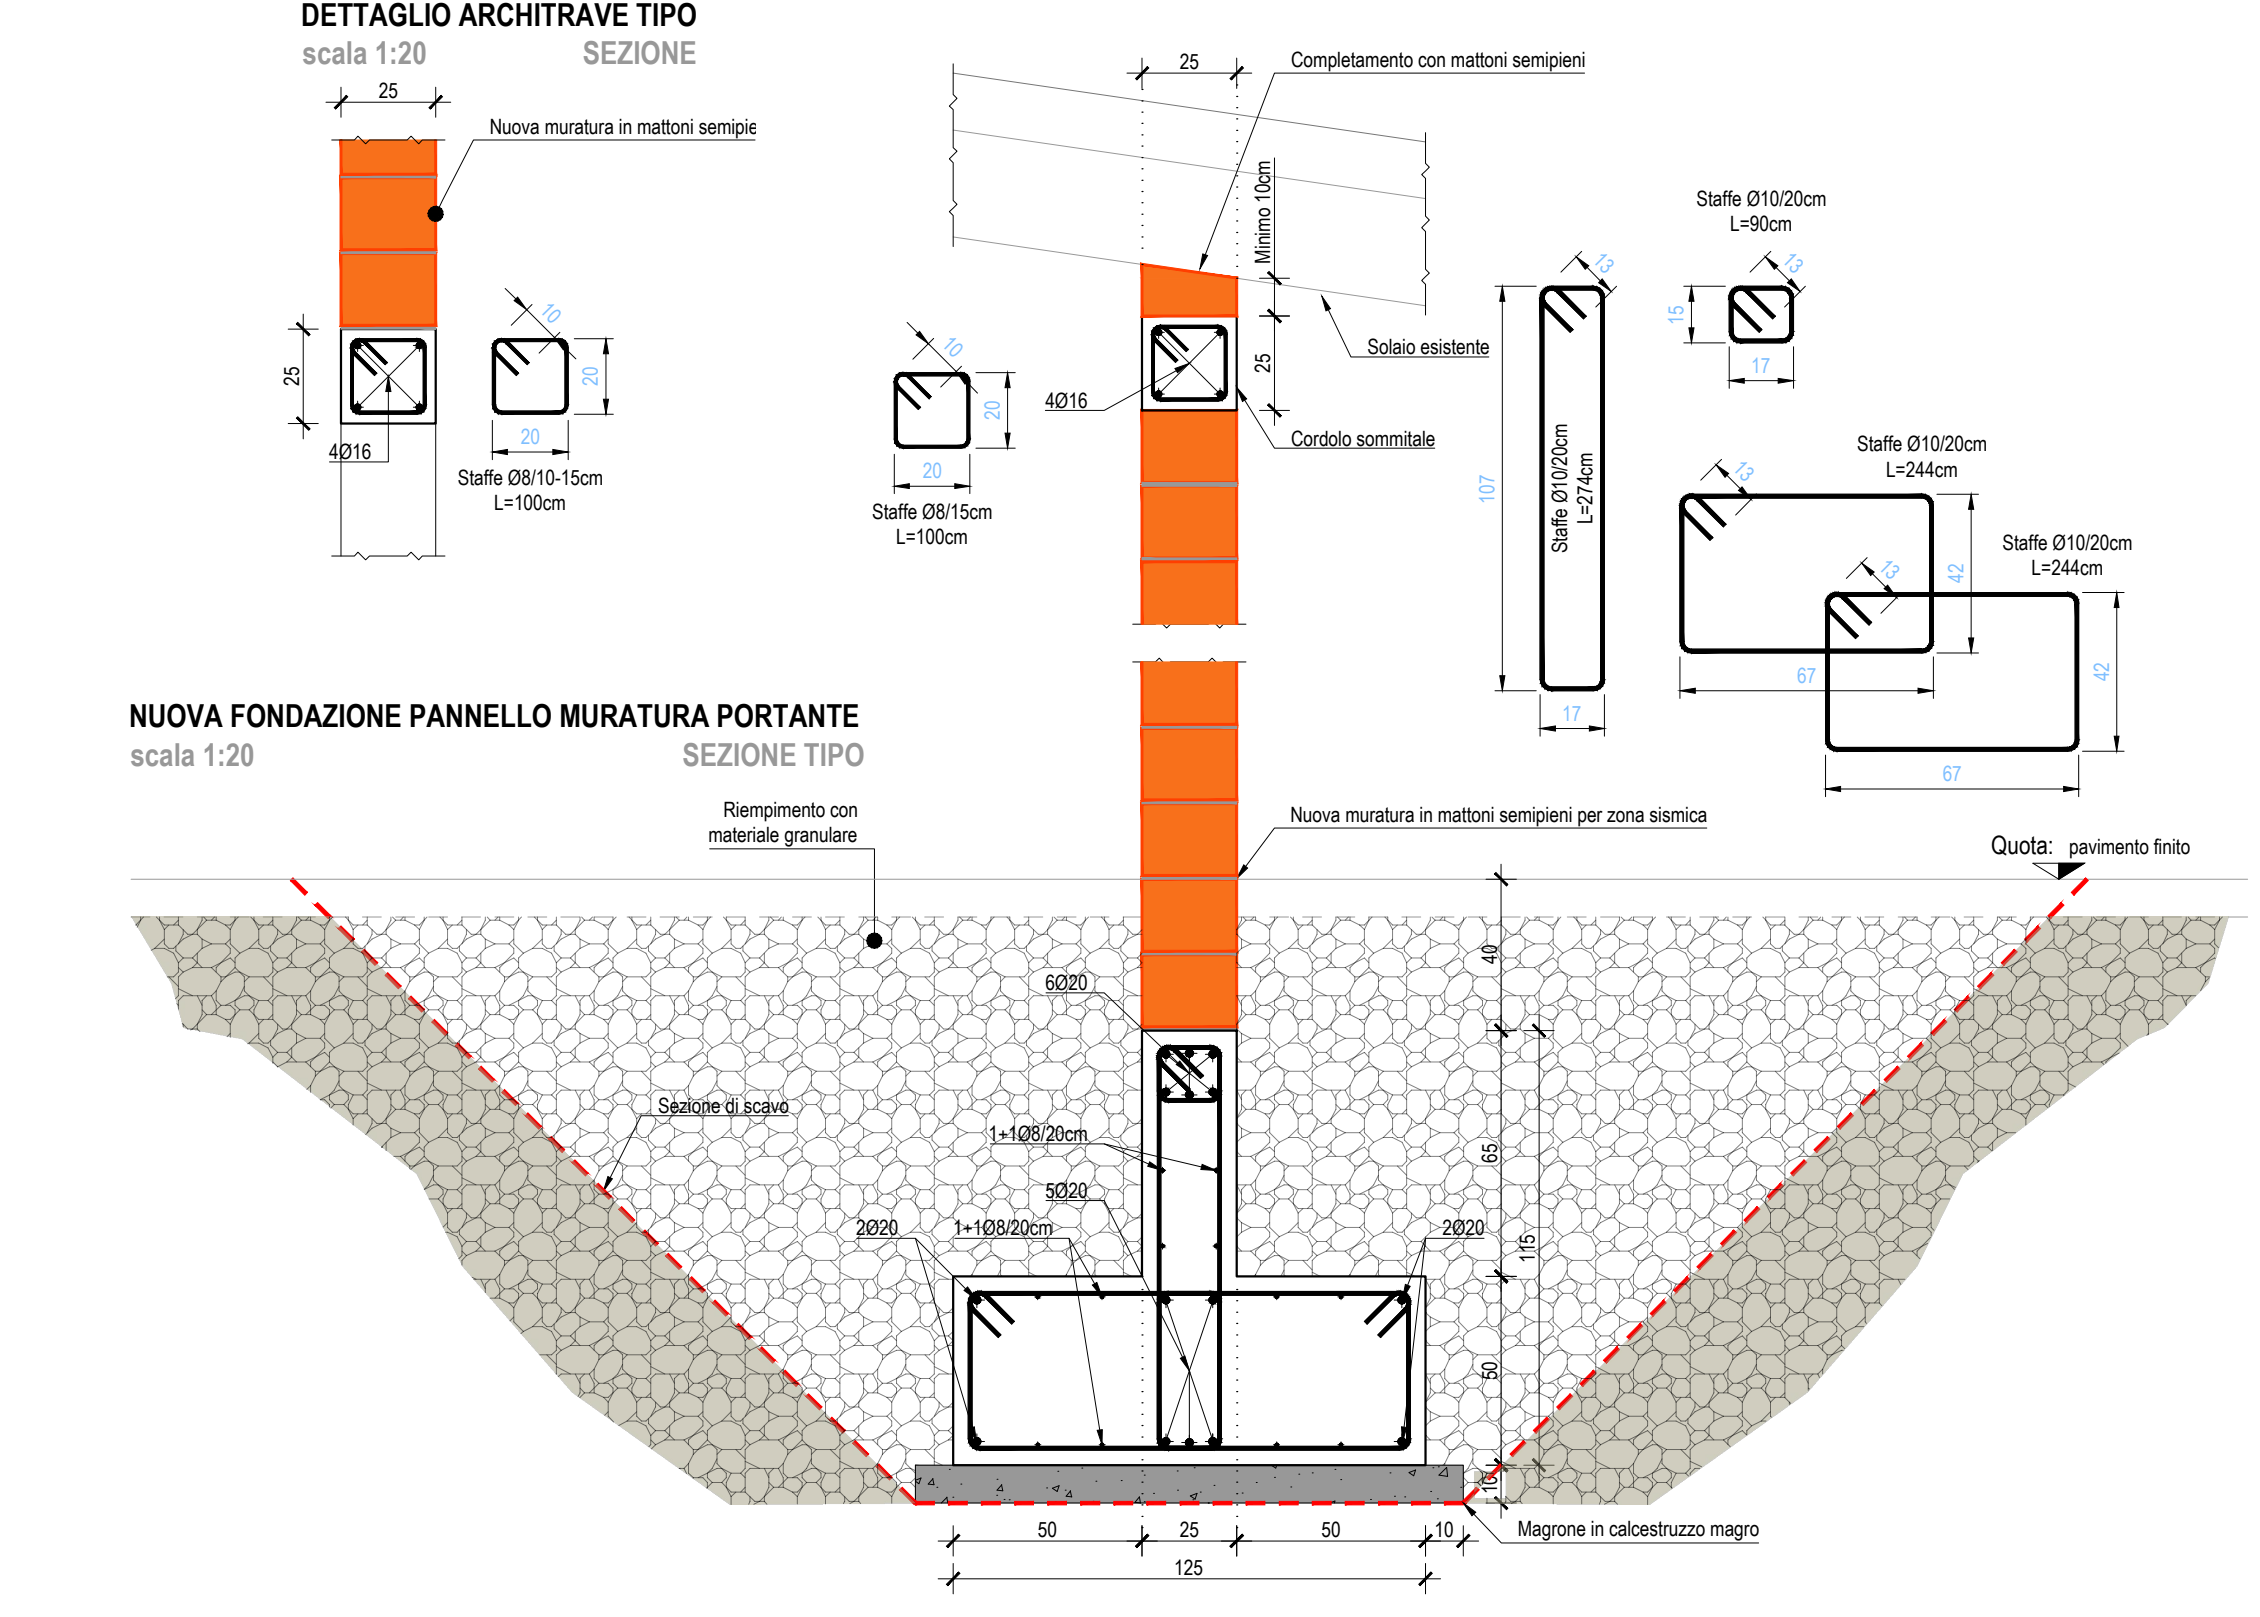 DETTAGLIO ARCHITRAVE TIPO
scala 1:20 SEZIONE
25
Nuova muratura in mattoni semipie
25
4Ø16
10
20
20
Staffe Ø8/10-15cm
L=100cm
25
Completamento con mattoni semipieni
Minimo 10cm
25
Solaio esistente
4Ø16
Cordolo sommitale
10
20
20
Staffe Ø8/15cm
L=100cm
13
107
Staffe Ø10/20cm
L=274cm
17
Staffe Ø10/20cm
L=90cm
13
15
17
Staffe Ø10/20cm
L=244cm
13
42
67
Staffe Ø10/20cm
L=244cm
13
42
67
NUOVA FONDAZIONE PANNELLO MURATURA PORTANTE
scala 1:20 SEZIONE TIPO
Riempimento con
materiale granulare
Nuova muratura in mattoni semipieni per zona sismica
Quota: pavimento finito
40
6Ø20
Sezione di scavo
1+1Ø8/20cm
65
5Ø20
2Ø20
1+1Ø8/20cm
2Ø20
115
50
10
Magrone in calcestruzzo magro
50
25
50
10
125